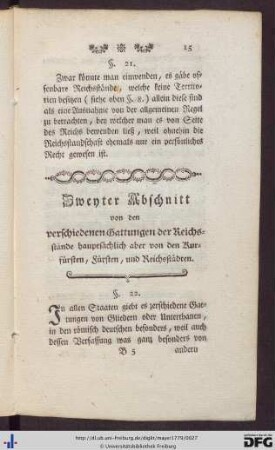 15
§. 21.
Zwar könnte man einwenden, es gäbe of-
fenbare Reichsstände, welche keine Territo-
rien besitzen (siehe oben §. 8.) allein diese sind
als eine Ausnahme von der allgemeinen Regel
zu betrachten, bey welcher man es von Seite
des Reichs bewenden ließ, weil ohnehin die
Reichsstandschaft ehemals nur ein persönliches
Recht gewesen ist.
Zweyter Abschnitt
von den
verschiedenen Gattungen der Reichs-
stände hauptsächlich aber von den Kur-
fürsten, Fürsten, und Reichsstädten.
§. 22.
In allen Staaten giebt es verschiedene Gat-
tungen von Gliedern oder Unterthanen,
in den römisch deutschen besonders, weil auch
dessen Verfassung was ganz besonders von
B 5 andern
http://dl.ub.uni-freiburg.de/diglit/mayer1779/0027
© Universitätsbibliothek Freiburg
gefördert durch die
DFG